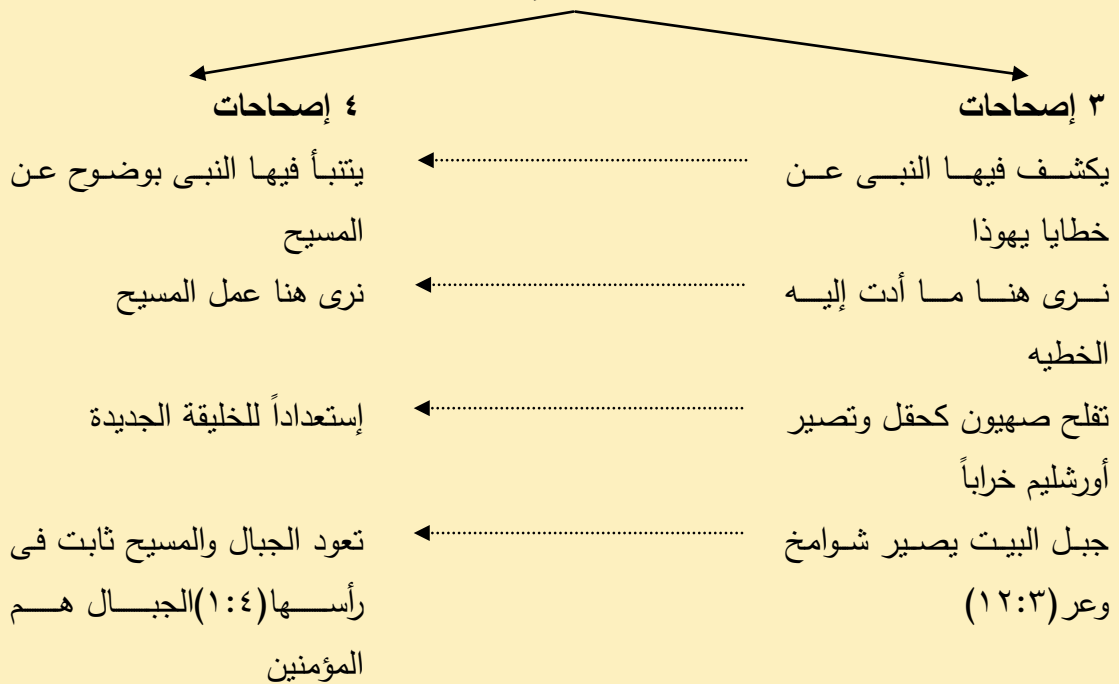 ٣ إصحاحات
يكشف فيها النبى عن
خطايا يهوذا
نرى هنا ما أدت إليه
الخطيه
تفلح صهيون كحقل وتصير
أورشليم خراباً
جبل البيت يصير شوامخ
وعر (١٢:٣)
٤ إصحاحات
يتنبأ فيها النبى بوضوح عن
المسيح
نرى هنا عمل المسيح
إستعداداً للخليقة الجديدة
تعود الجبال والمسيح ثابت فى
رأسها(١:٤)الجبال هم
المؤمنين